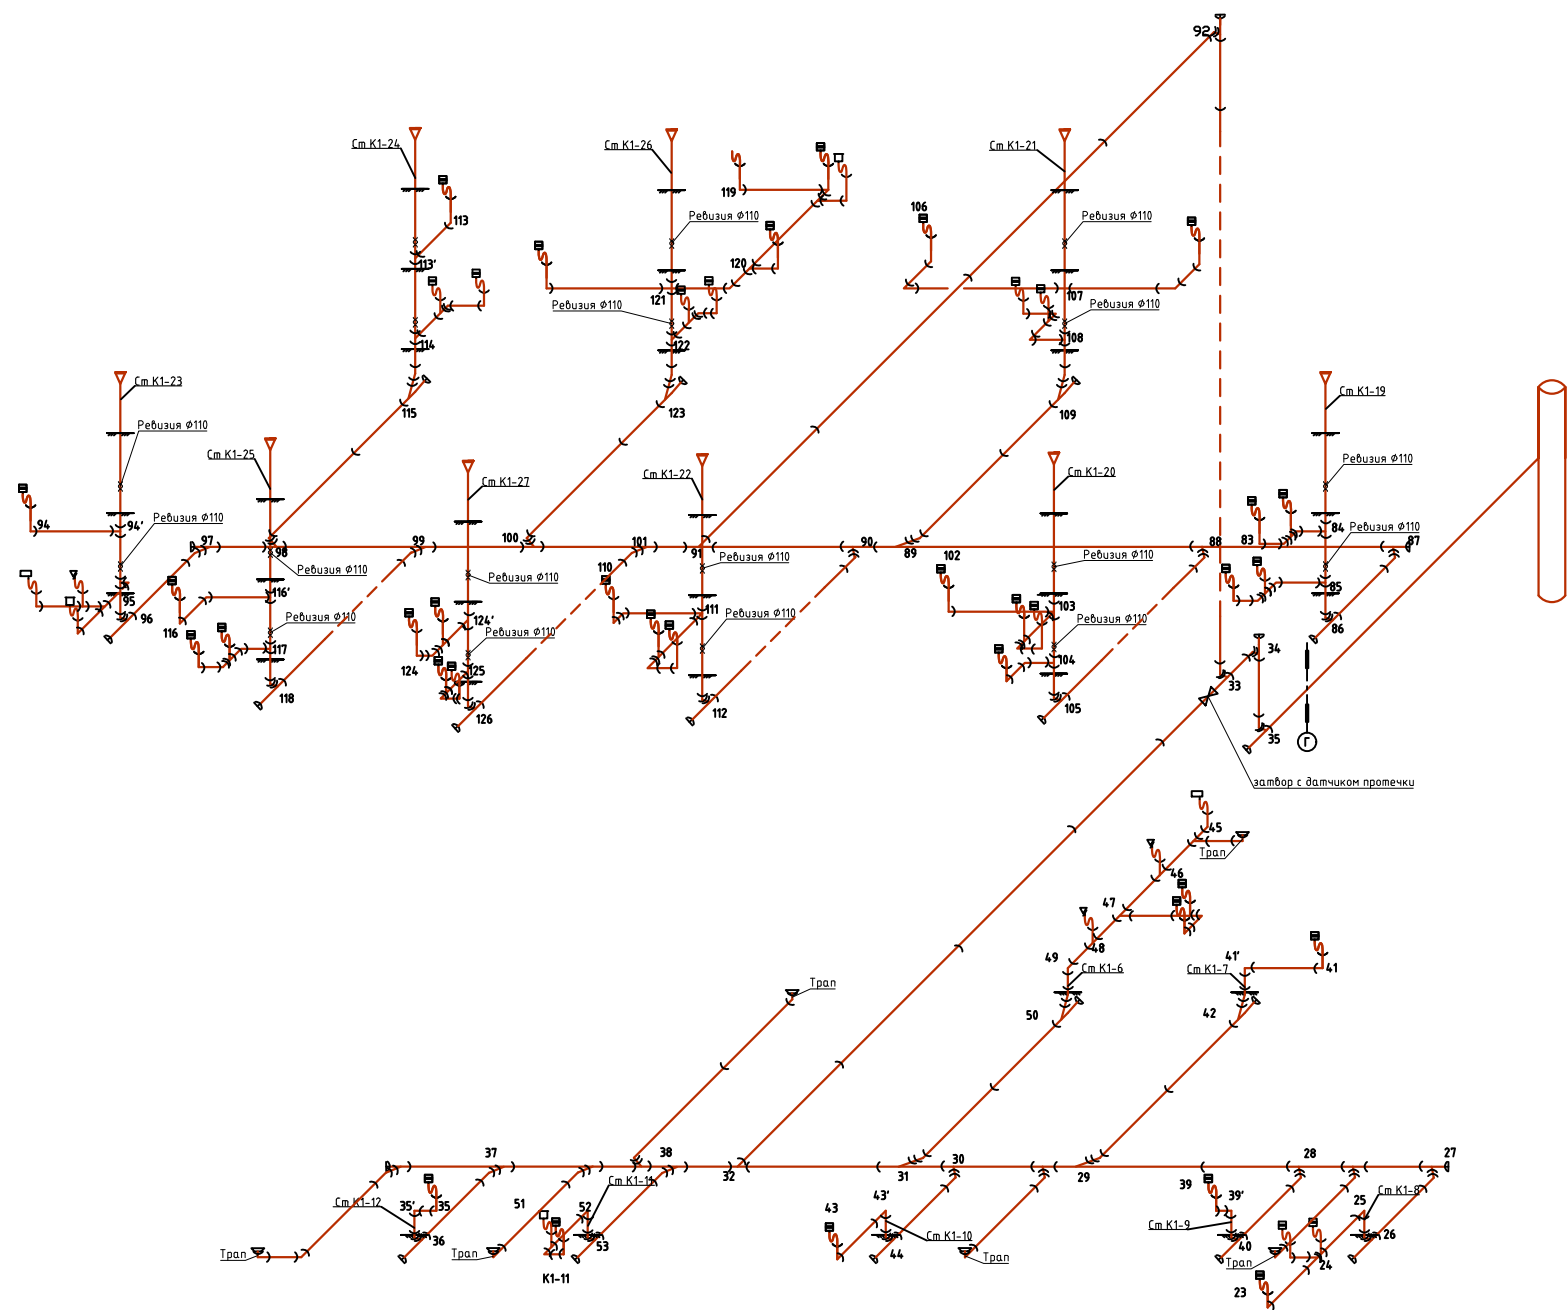 92
Ст К1-24
Ст К1-26
Ст К1-21
119
106
113
Ревизия Ф110
Ревизия Ф110
113'
120
121
107
Ревизия Ф110
Ревизия Ф110
114
122
108
Ст К1-23
Ст К1-19
115
123
109
Ревизия Ф110
Ст К1-25
Ст К1-27
Ст К1-22
Ст К1-20
Ревизия Ф110
94
94'
Ревизия Ф110
84
Ревизия Ф110
97
98
99
100
101
91
90
89
102
88
83
87
Ревизия Ф110
Ревизия Ф110
Ревизия Ф110
Ревизия Ф110
110
95
96
116'
116
85
86
Ревизия Ф110
124'
Ревизия Ф110
111
Ревизия Ф110
103
Ревизия Ф110
117
118
124
125
126
112
104
105
34
33
35
Г
затвор с датчиком протечки
45
Трап
46
47
48
49
41'
41
Ст К1-6
Ст К1-7
Трап
50
42
37
38
32
31
30
29
28
27
Ст К1-12
35'
35
36
Трап
51
Ст К1-11
52
53
Трап
К1-11
43
43'
Ст К1-10
44
Трап
39
39'
Ст К1-9
40
Трап
25
Ст К1-8
26
24
23